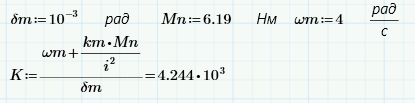 δm:=10⁻³ рад Mn:=6.19 Нм ωm:=4 рад/с
K:=(ωm+(km•Mn)/i²)/δm=4.244•10³